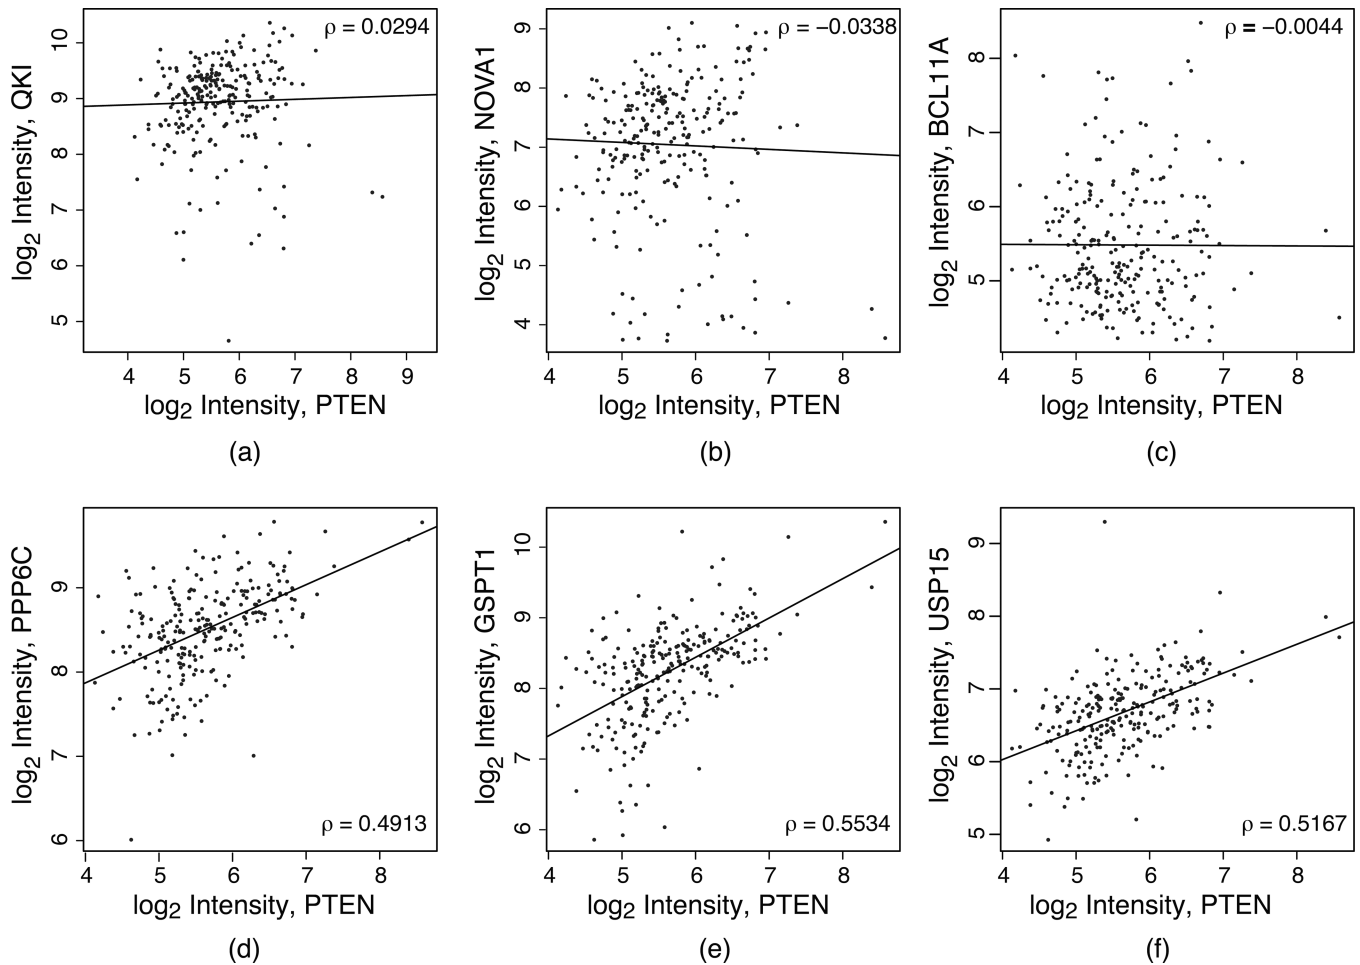 ρ = 0.0294
log2 Intensity, QKI
10
9
8
7
6
5
4 5 6 7 8 9
log2 Intensity, PTEN
(a)
ρ = −0.0338
log2 Intensity, NOVA1
9
8
7
6
5
4
4 5 6 7 8
log2 Intensity, PTEN
(b)
ρ = −0.0044
log2 Intensity, BCL11A
8
7
6
5
4 5 6 7 8
log2 Intensity, PTEN
(c)
log2 Intensity, PPP6C
9
8
7
6
ρ = 0.4913
4 5 6 7 8
log2 Intensity, PTEN
(d)
log2 Intensity, GSPT1
10
9
8
7
6
ρ = 0.5534
4 5 6 7 8
log2 Intensity, PTEN
(e)
log2 Intensity, USP15
9
8
7
6
5
ρ = 0.5167
4 5 6 7 8
log2 Intensity, PTEN
(f)